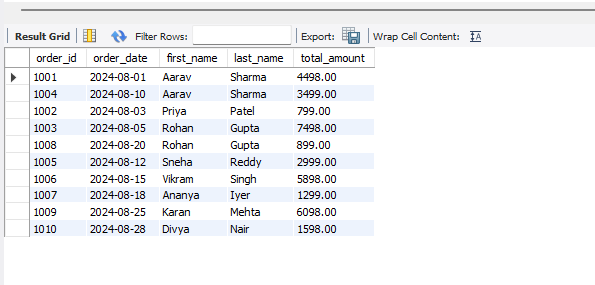 Result Grid Filter Rows: Export: Wrap Cell Content:
order_id order_date first_name last_name total_amount
1001 2024-08-01 Aarav Sharma 4498.00
1004 2024-08-10 Aarav Sharma 3499.00
1002 2024-08-03 Priya Patel 799.00
1003 2024-08-05 Rohan Gupta 7498.00
1008 2024-08-20 Rohan Gupta 899.00
1005 2024-08-12 Sneha Reddy 2999.00
1006 2024-08-15 Vikram Singh 5898.00
1007 2024-08-18 Ananya Iyer 1299.00
1009 2024-08-25 Karan Mehta 6098.00
1010 2024-08-28 Divya Nair 1598.00